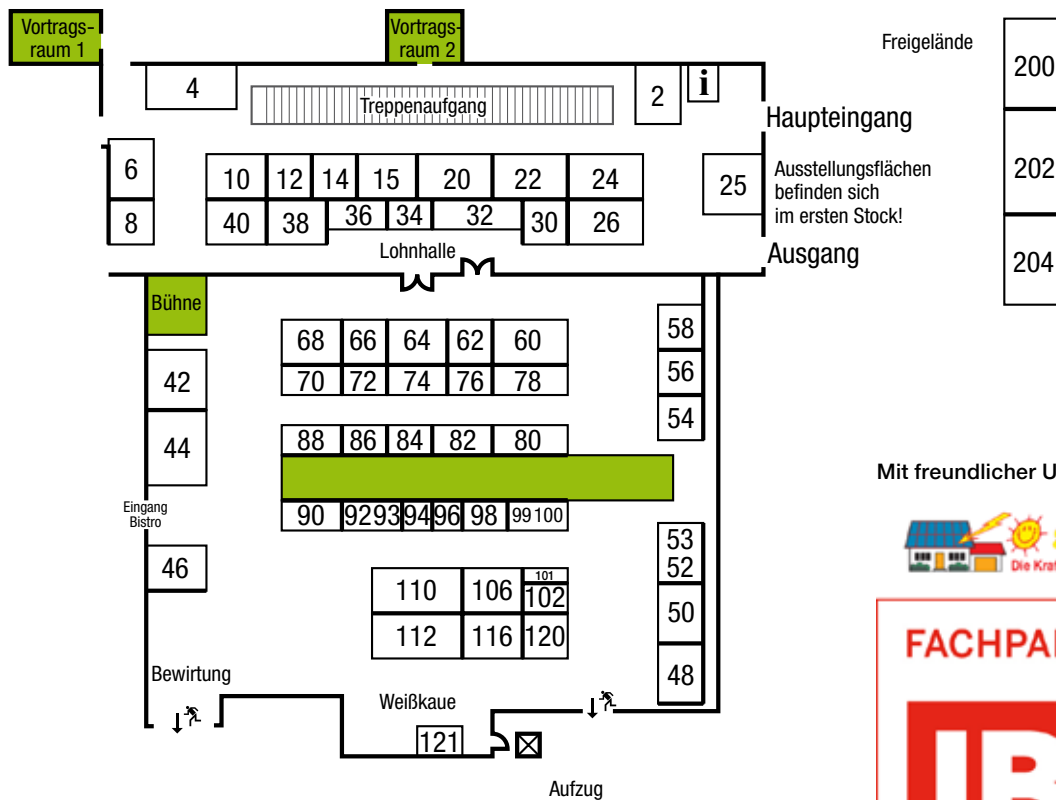 Vortrags-
raum 1
Vortrags-
raum 2
Freigelände
200
4
Treppenaufgang
2
i
Haupteingang
6
10 12 14 15 20 22 24
25
Ausstellungsflächen
befinden sich
im ersten Stock!
202
8
40 38 36 34 32 30 26
Lohnhalle
Ausgang
204
Bühne
68 66 64 62 60
58
70 72 74 76 78
56
42
54
88 86 84 82 80
44
Mit freundlicher U
Eingang
Bistro
90 92 93 94 96 98 99 100
Die Kraf
53
52
46
110 106 101
102
50
112 116 120
FACHPA
Bewirtung
48
Weißkaue
121
Aufzug